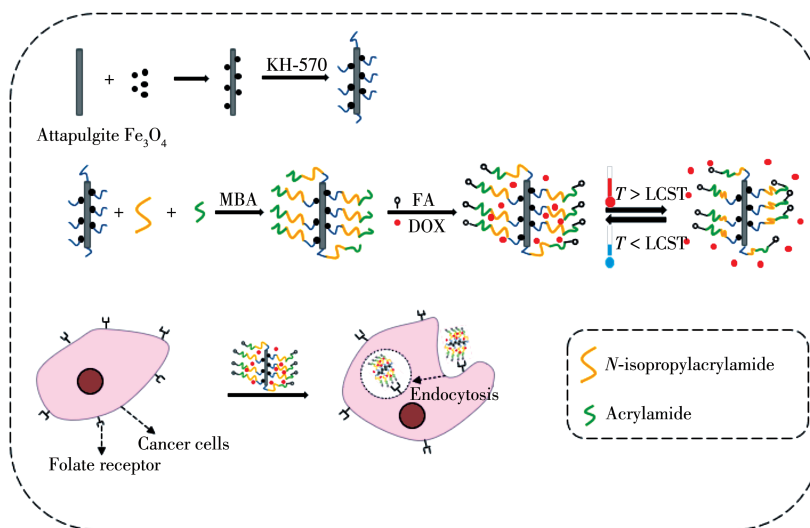 +
KH-570
Attapulgite Fe₃O₄
+ +
MBA
FA
DOX
T > LCST
T < LCST
Endocytosis
Cancer cells
Folate receptor
N-isopropylacrylamide
Acrylamide